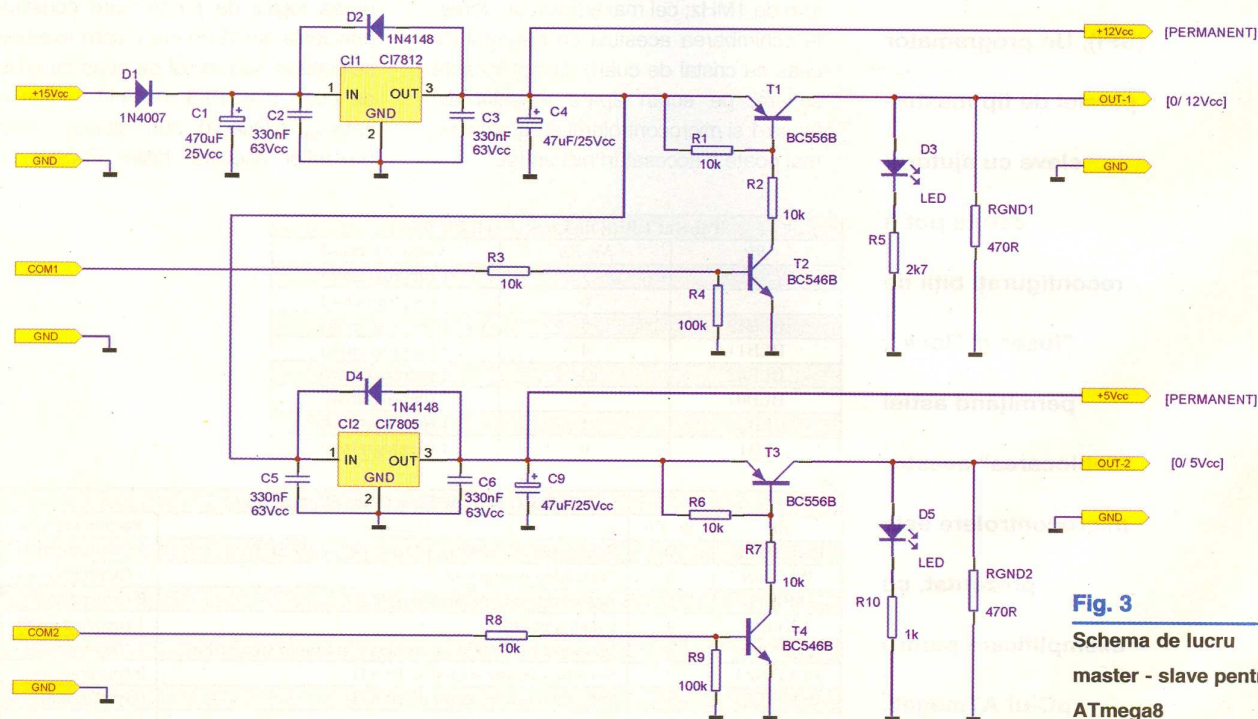 D2
1N4148
+12Vcc [PERMANENT]
D1
CI1 CI7812
T1
+15Vcc
1 IN OUT 3
OUT-1 [0/ 12Vcc]
1N4007
C1
470uF
25Vcc
C2
330nF
63Vcc
GND
2
C3
330nF
63Vcc
+
C4
47uF/25Vcc
BC556B
R1
10k
D3
LED
GND
GND
R2
10k
RGND1
470R
R5
2k7
COM1
R3
10k
T2
BC546B
R4
100k
GND
D4
1N4148
+5Vcc [PERMANENT]
CI2 CI7805
T3
1 IN OUT 3
OUT-2 [0/ 5Vcc]
GND
2
C5
330nF
63Vcc
C6
330nF
63Vcc
+
C9
47uF/25Vcc
BC556B
R6
10k
D5
LED
GND
R7
10k
RGND2
470R
R10
1k
COM2
R8
10k
T4
BC546B
R9
100k
GND
Fig. 3
Schema de lucru
master - slave pent
ATmega8